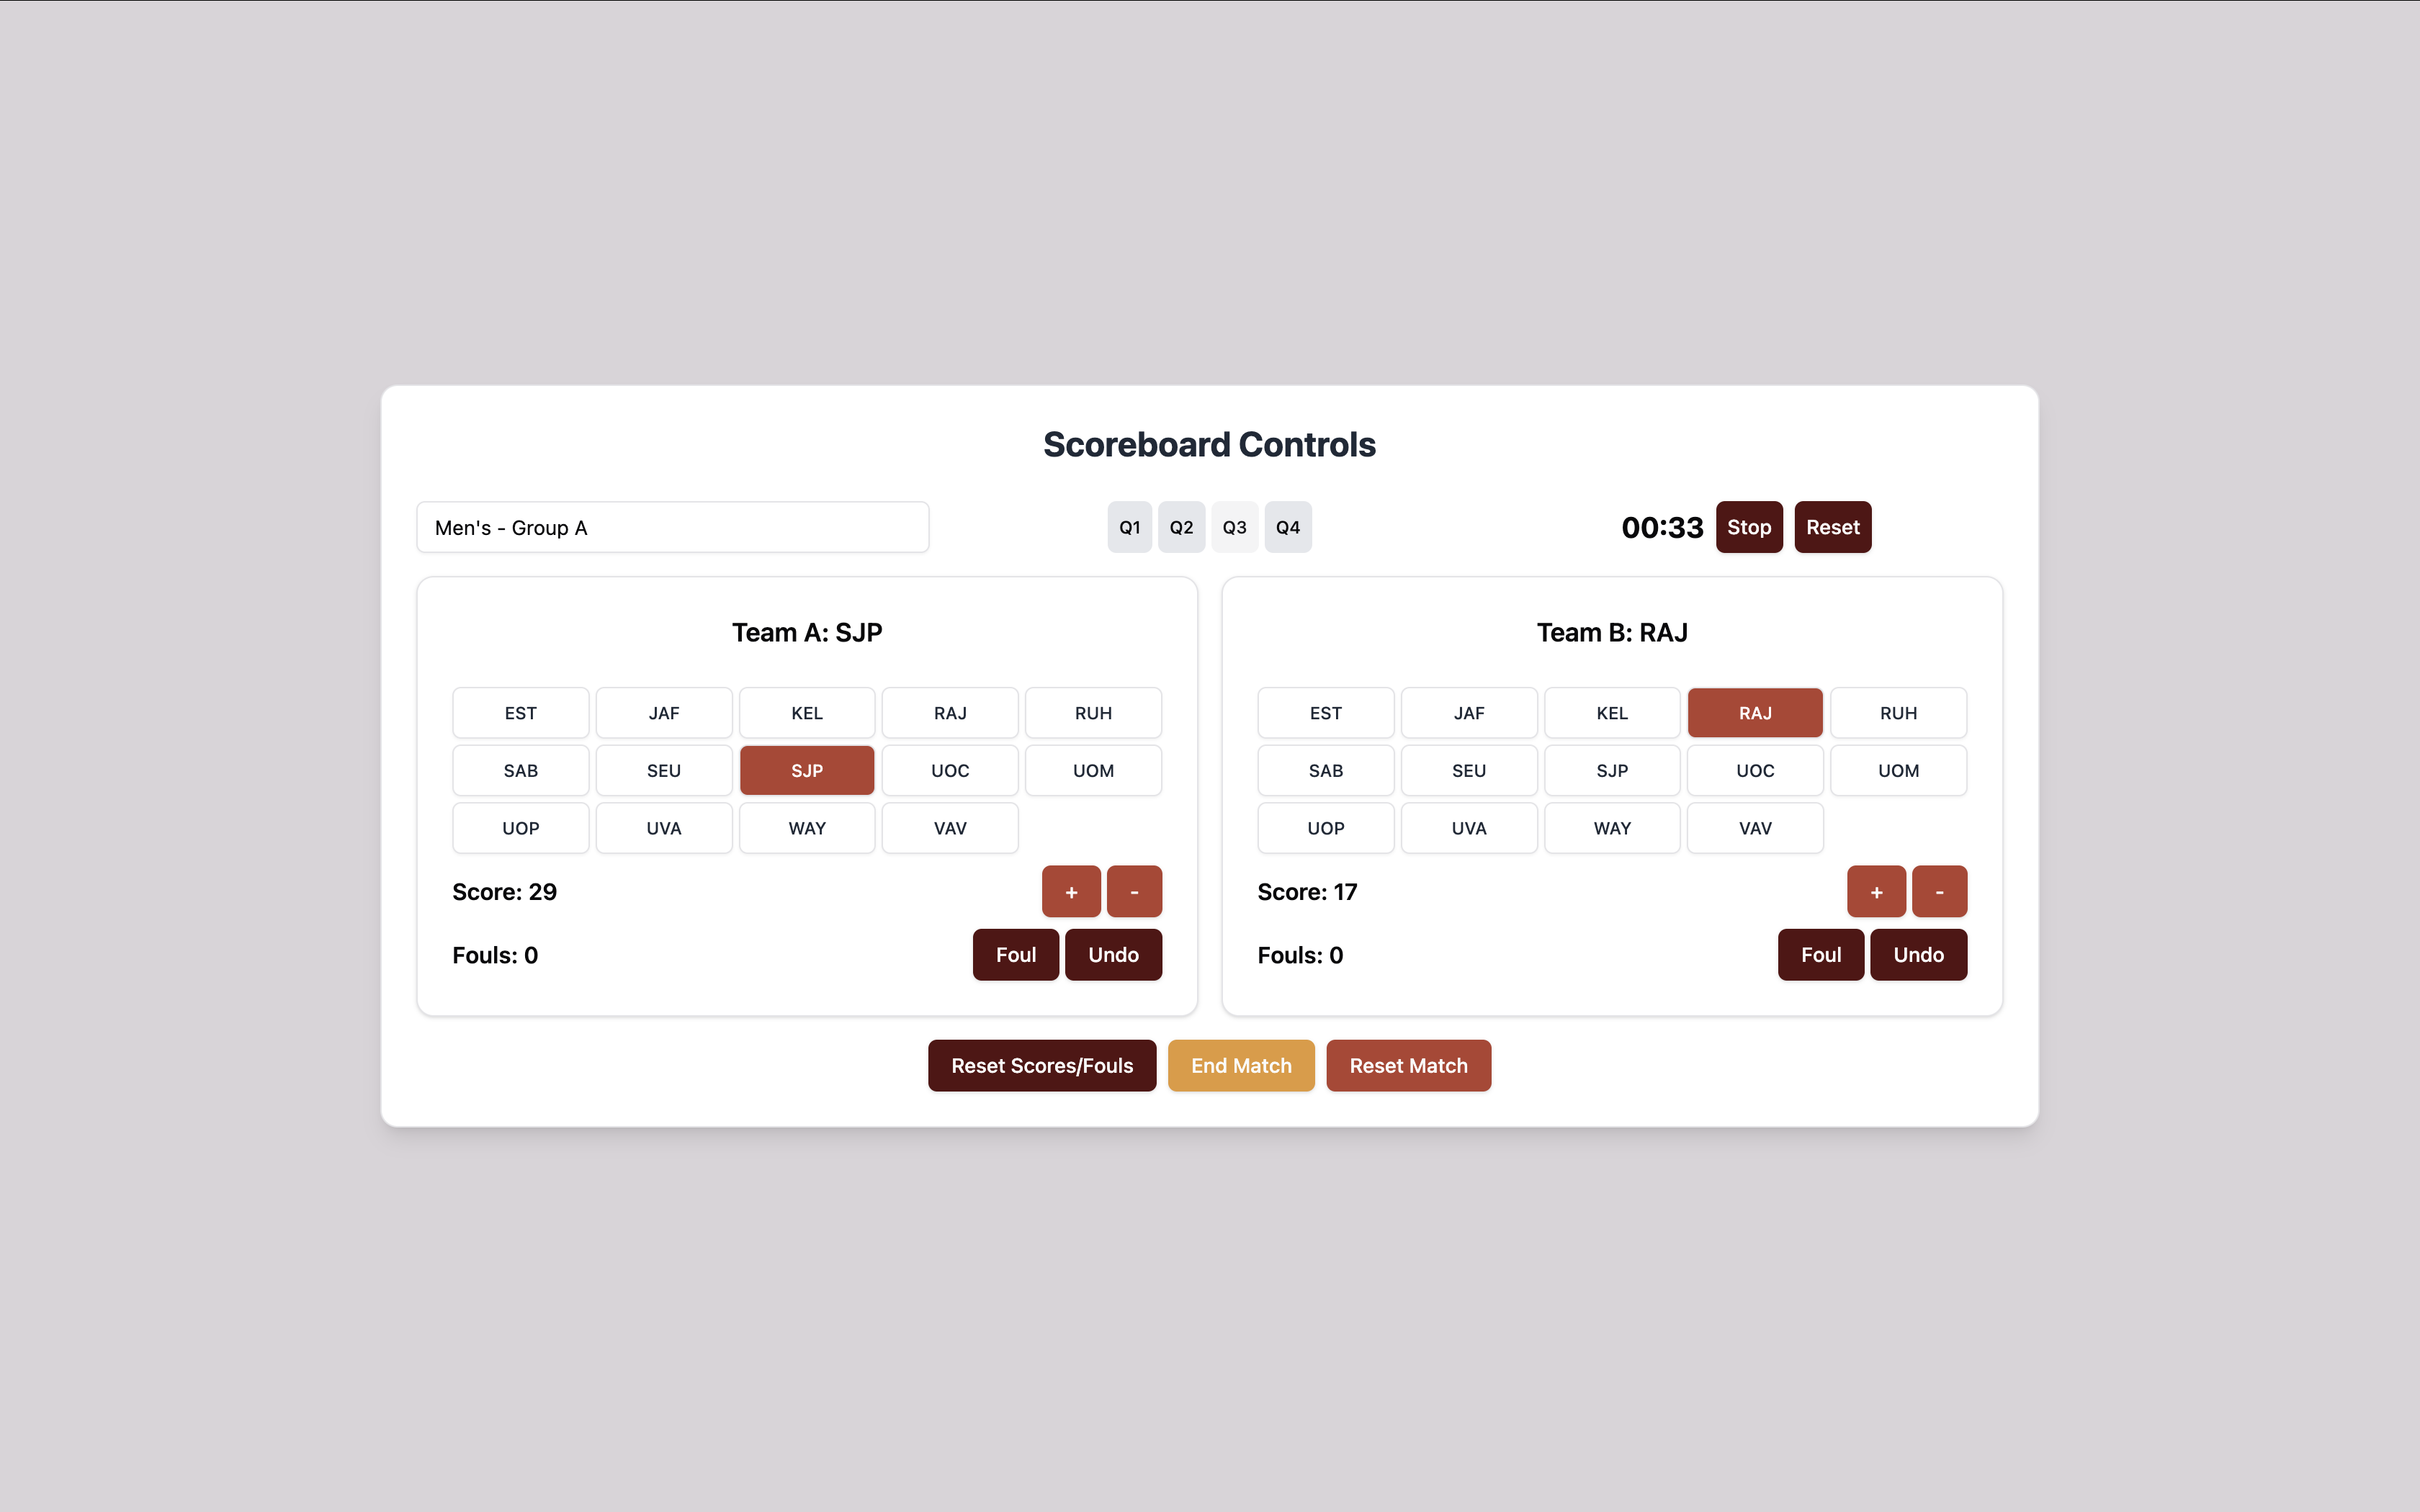 Scoreboard Controls
Men's - Group A
Q1 Q2 Q3 Q4
00:33 Stop Reset
Team A: SJP
EST JAF KEL RAJ RUH
SAB SEU SJP UOC UOM
UOP UVA WAY VAV
Score: 29 + -
Fouls: 0 Foul Undo
Team B: RAJ
EST JAF KEL RAJ RUH
SAB SEU SJP UOC UOM
UOP UVA WAY VAV
Score: 17 + -
Fouls: 0 Foul Undo
Reset Scores/Fouls End Match Reset Match